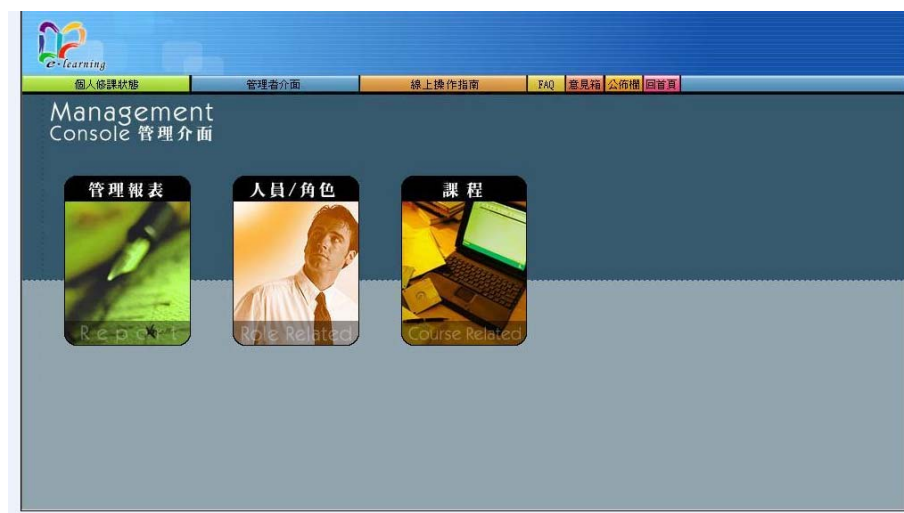 e-learning
個人修課狀態 管理者介面 線上操作指南 FAQ 意見箱 公佈欄 回首頁
Management
Console 管理介面
管理報表 人員/角色 課程
Report Role Related Course Related